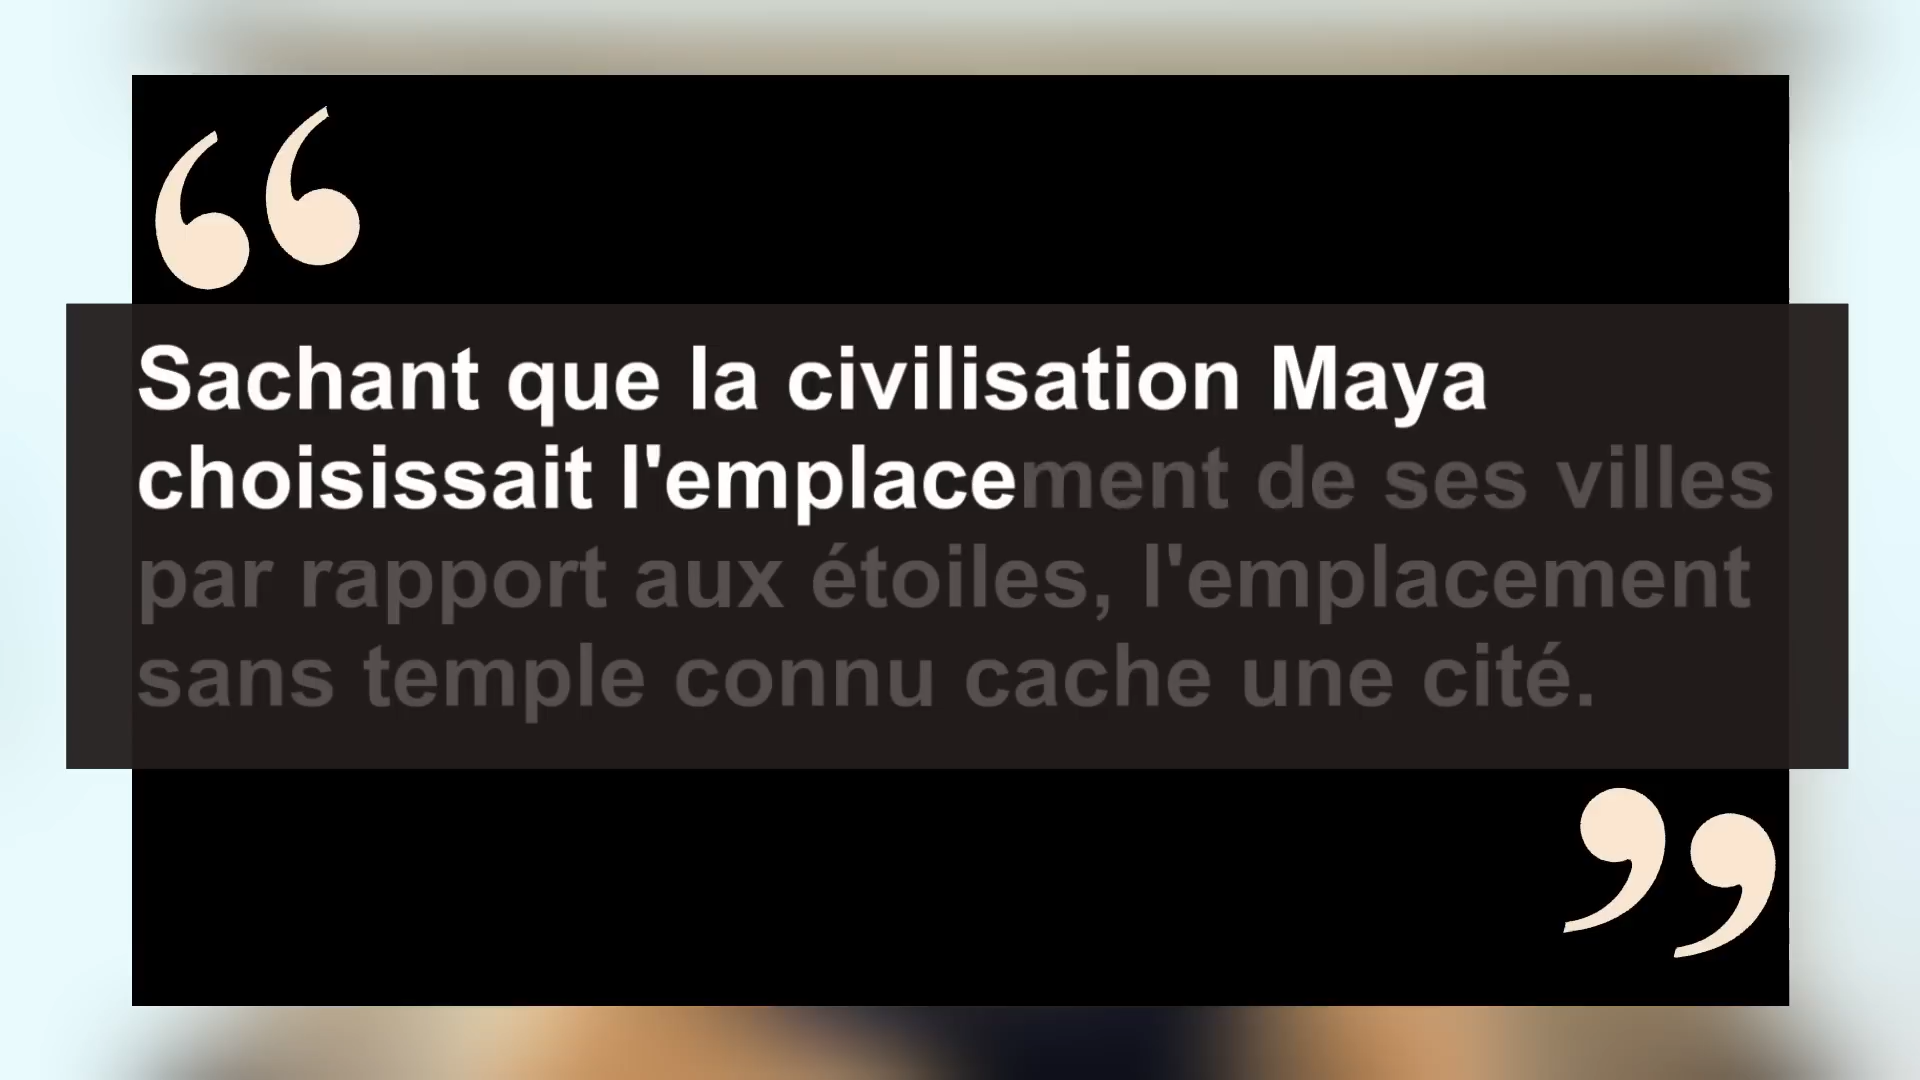 Sachant que la civilisation Maya
choisissait l'emplacement de ses villes
par rapport aux étoiles, l'emplacement
sans temple connu cache une cité.